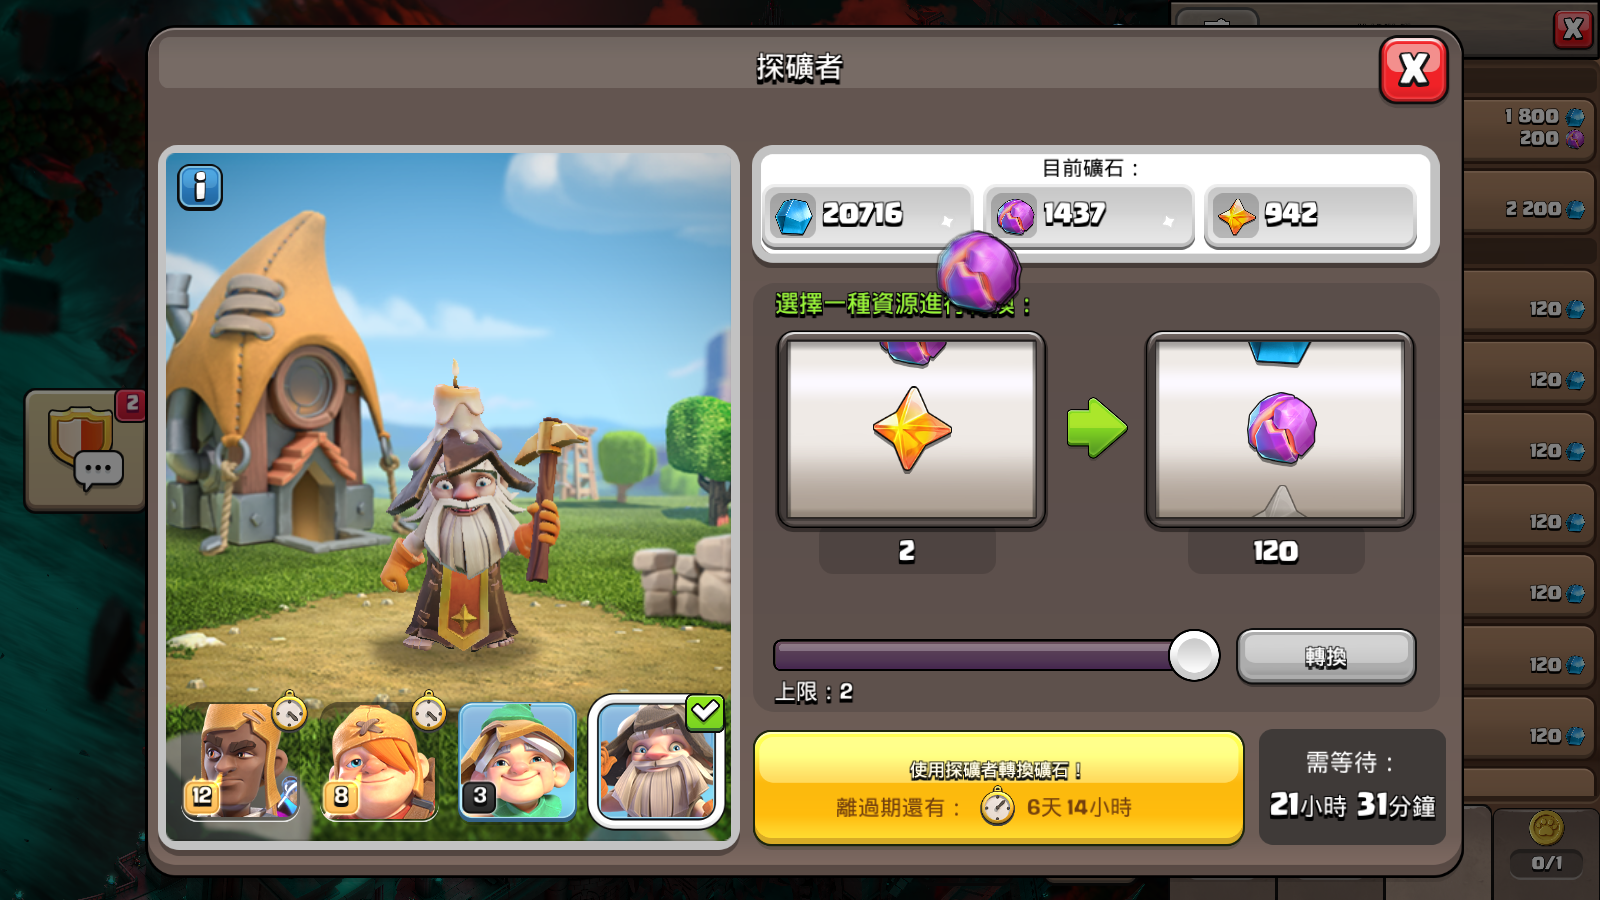 探礦者
X
X
1 800
200
目前礦石：
20716
1437
942
2 200
選擇一種資源進
：
120
2
120
120
2
120
120
轉換
120
上限：2
120
120
使用探礦者轉換礦石！
離過期還有： 6天14小時
需等待：
21小時 31分鐘
12
8
3
0/1